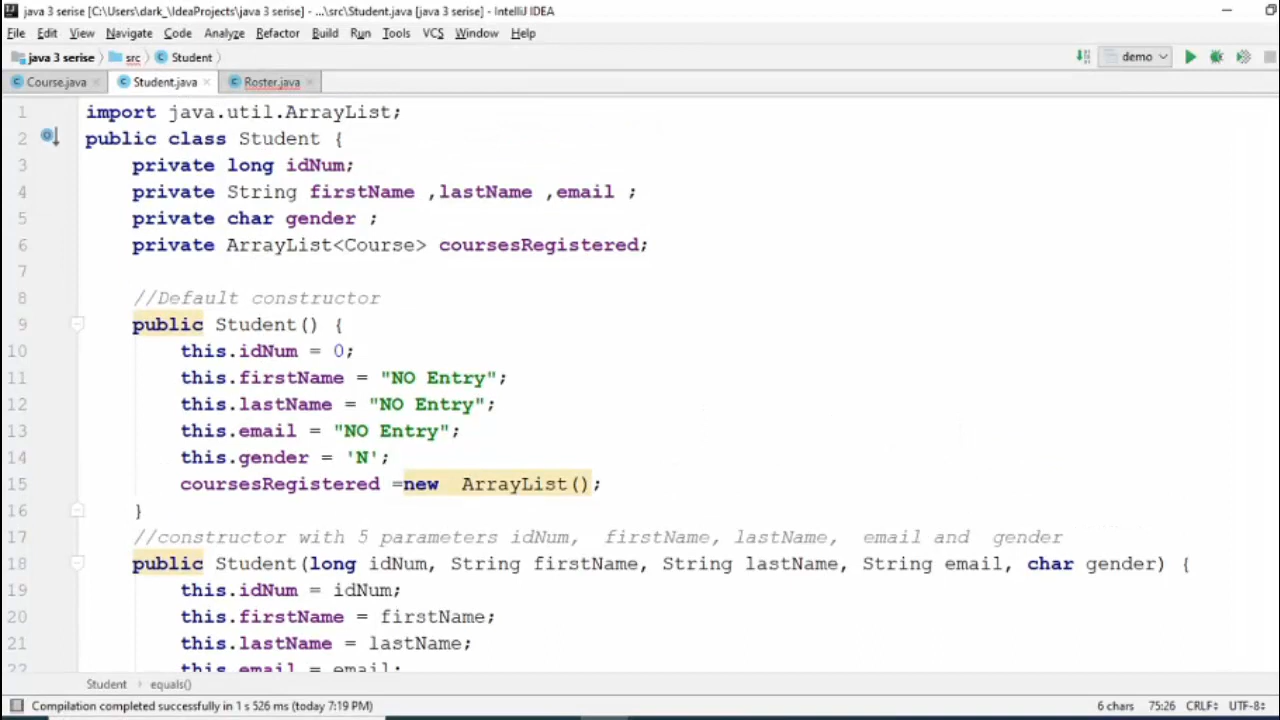 java 3 serise [C:\Users\dark_\IdeaProjects\java 3 serise] - ...\src\Student.java [java 3 serise] - IntelliJ IDEA
File Edit View Navigate Code Analyze Refactor Build Run Tools VCS Window Help
java 3 serise src Student demo
Course.java Student.java Roster.java
1 import java.util.ArrayList;
2 public class Student {
3 private long idNum;
4 private String firstName ,lastName ,email ;
5 private char gender ;
6 private ArrayList<Course> coursesRegistered;
7
8 //Default constructor
9 public Student() {
10 this.idNum = 0;
11 this.firstName = "NO Entry";
12 this.lastName = "NO Entry";
13 this.email = "NO Entry";
14 this.gender = 'N';
15 coursesRegistered =new  ArrayList();
16 }
17 //constructor with 5 parameters idNum,  firstName, lastName,  email and  gender
18 public Student(long idNum, String firstName, String lastName, String email, char gender) {
19 this.idNum = idNum;
20 this.firstName = firstName;
21 this.lastName = lastName;
22 this.email = email;
Student equals()
Compilation completed successfully in 1 s 526 ms (today 7:19 PM) 6 chars 75:26 CRLF UTF-8